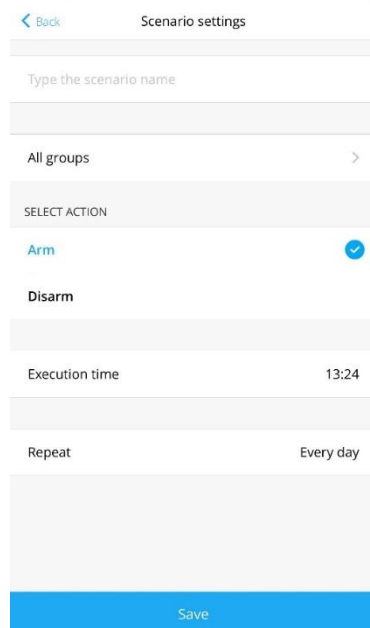 Back Scenario settings
Type the scenario name
All groups
SELECT ACTION
Arm
Disarm
Execution time 13:24
Repeat Every day
Save